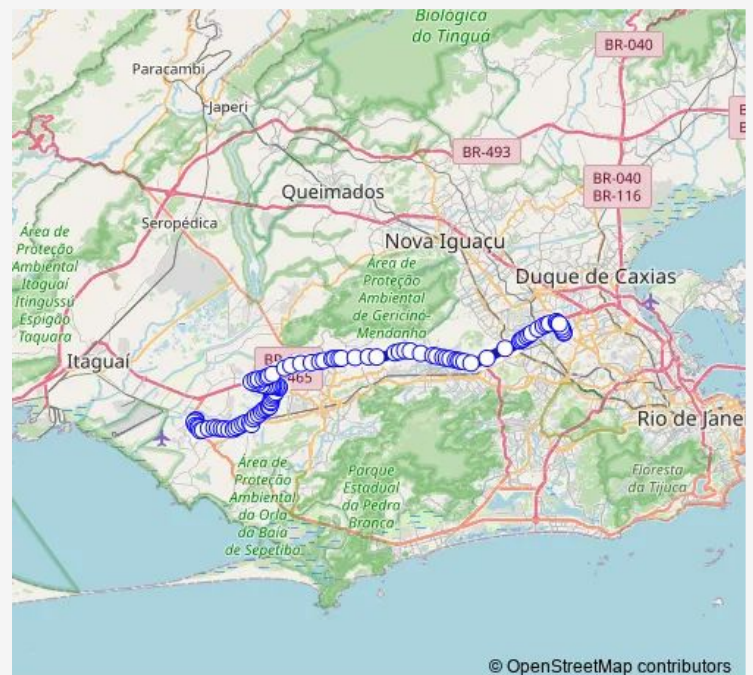 Biológica
do Tinguá
BR-040
Paracambi
Japeri
BR-493
BR-040
BR-116
Queimados
Seropédica
Nova Iguaçu
Área de
Proteção
Ambiental
Itaguaí
Itingussú
Espigão
Taquara
Área de
Proteção
Ambiental
de Gericinó-
Mendanha
Duque de Caxias
Itaguaí
465
Rio de Jane
Área de
Proteção
Ambiental
da Orla
da Baía
de Sepetiba
Parque
Estadual
da Pedra
Branca
Floresta
da Tijuca
© OpenStreetMap contributors